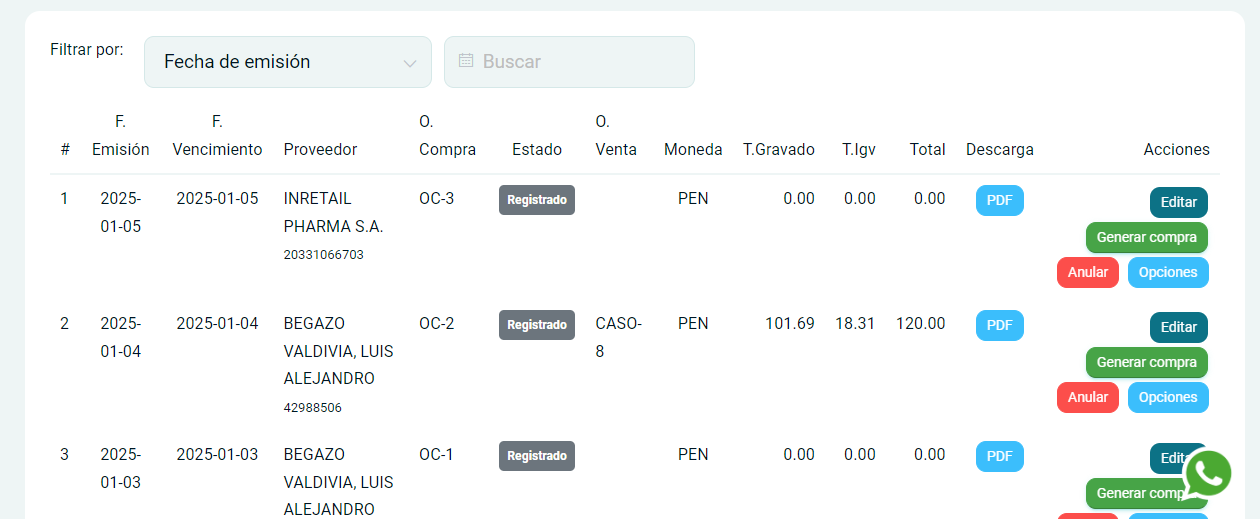 Filtrar por:
Fecha de emisión
Buscar
# F. Emisión F. Vencimiento Proveedor O. Compra Estado O. Venta Moneda T.Gravado T.Igv Total Descarga Acciones
1 2025-01-05 2025-01-05 INRETAIL PHARMA S.A. OC-3 Registrado PEN 0.00 0.00 0.00 PDF Editar
20331066703
Generar compra
Anular Opciones
2 2025-01-04 2025-01-04 BEGAZO VALDIVIA, LUIS ALEJANDRO OC-2 Registrado CASO-8 PEN 101.69 18.31 120.00 PDF Editar
42988506
Generar compra
Anular Opciones
3 2025-01-03 2025-01-03 BEGAZO VALDIVIA, LUIS ALEJANDRO OC-1 Registrado PEN 0.00 0.00 0.00 PDF
Generar